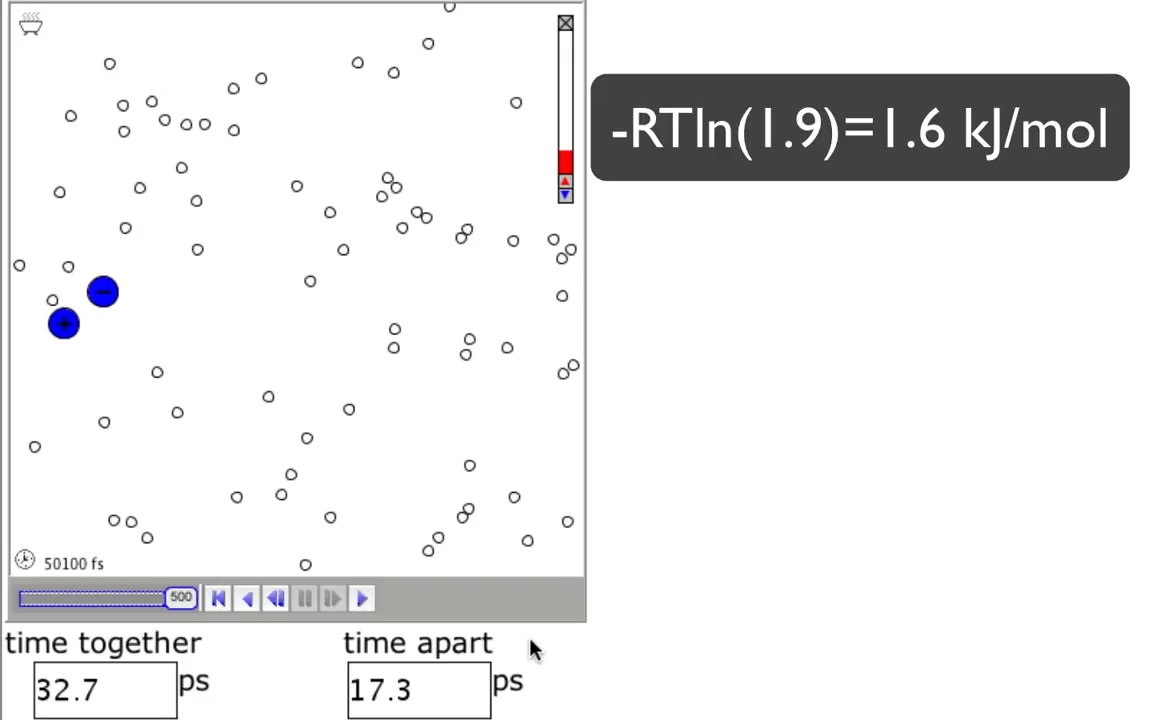 -RTln(1.9)=1.6 kJ/mol
−
+
50100 fs
500
time together
time apart
32.7 ps
17.3 ps